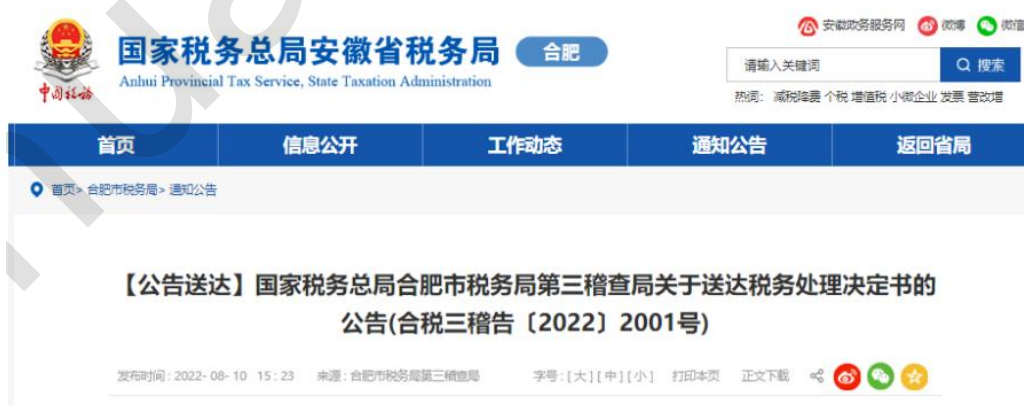 安徽政务服务网 微博 微信
国家税务总局安徽省税务局 合肥
Anhui Provincial Tax Service, State Taxation Administration
中国税务
请输入关键词 搜索
热词： 减税降费 个税 增值税 小微企业 发票 营改增
首页 信息公开 工作动态 通知公告 返回省局
首页> 合肥市税务局> 通知公告
【公告送达】国家税务总局合肥市税务局第三稽查局关于送达税务处理决定书的
公告(合税三稽告〔2022〕2001号)
发布时间：2022-08-10 15:23 来源：合肥市税务局第三稽查局 字号：[大][中][小] 打印本页 正文下载